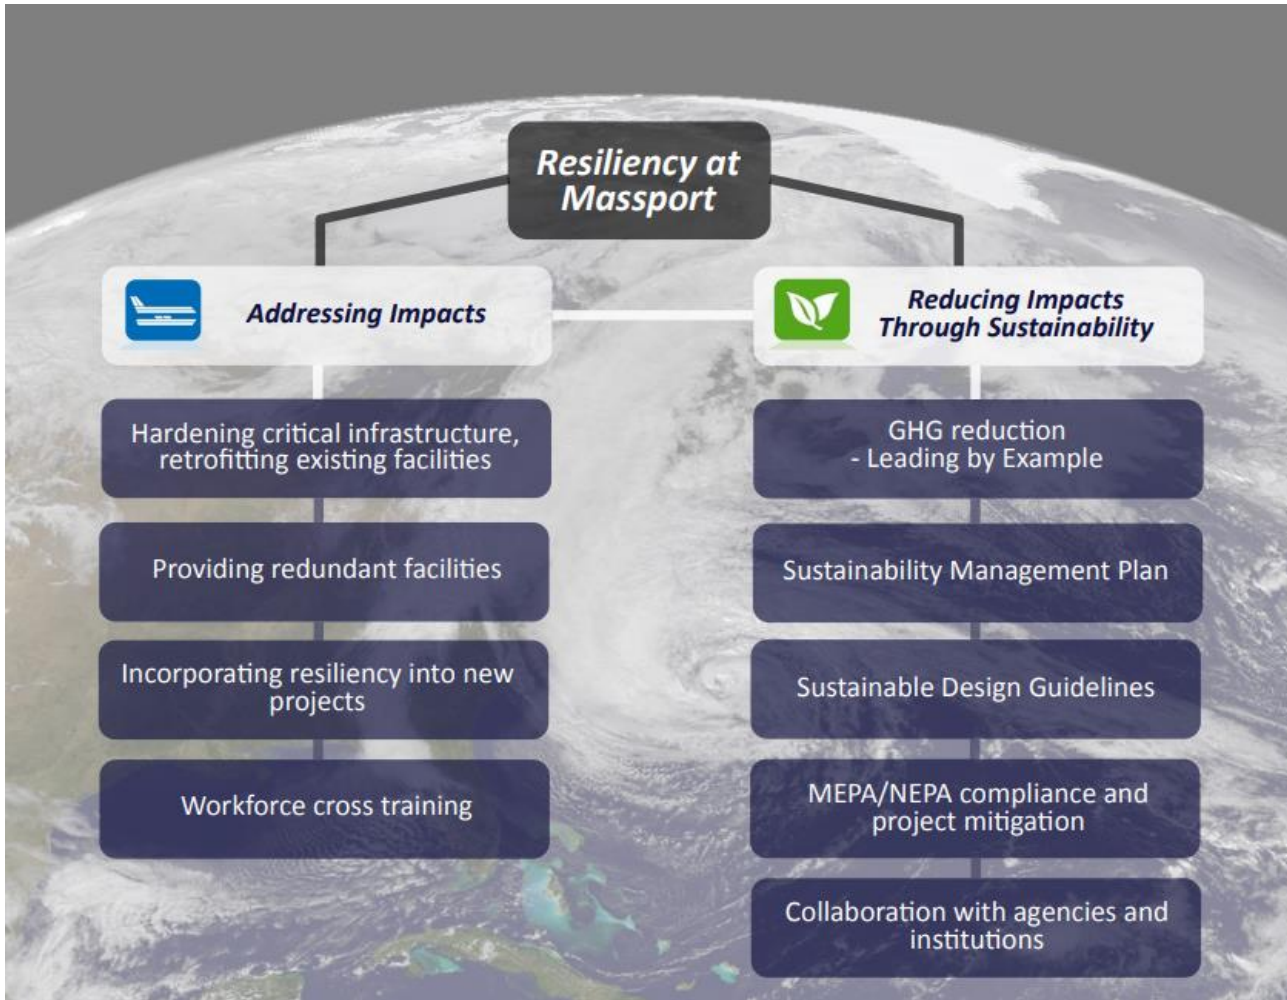 Resiliency at
Massport
Addressing Impacts
Reducing Impacts
Through Sustainability
Hardening critical infrastructure,
retrofitting existing facilities
Providing redundant facilities
Incorporating resiliency into new
projects
Workforce cross training
GHG reduction
- Leading by Example
Sustainability Management Plan
Sustainable Design Guidelines
MEPA/NEPA compliance and
project mitigation
Collaboration with agencies and
institutions